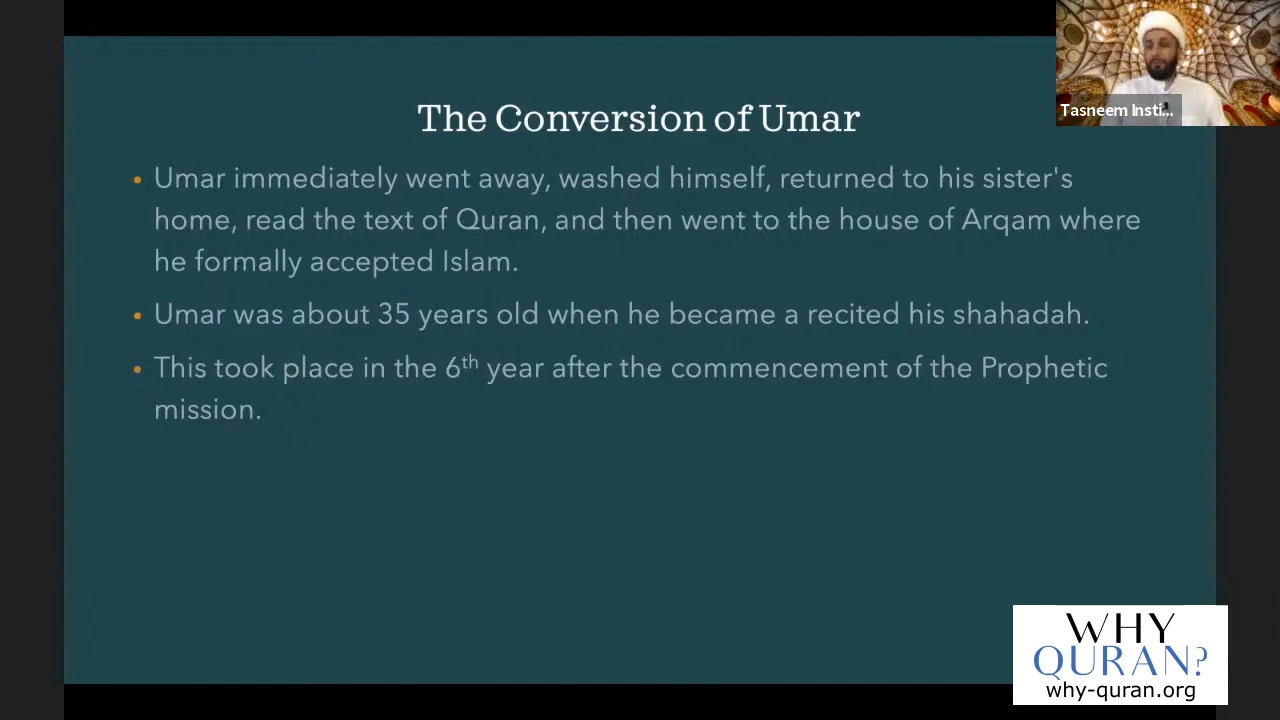 Tasneem Insti...
The Conversion of Umar
• Umar immediately went away, washed himself, returned to his sister's
home, read the text of Quran, and then went to the house of Arqam where
he formally accepted Islam.
• Umar was about 35 years old when he became a recited his shahadah.
• This took place in the 6th year after the commencement of the Prophetic
mission.
WHY
QURAN?
why-quran.org